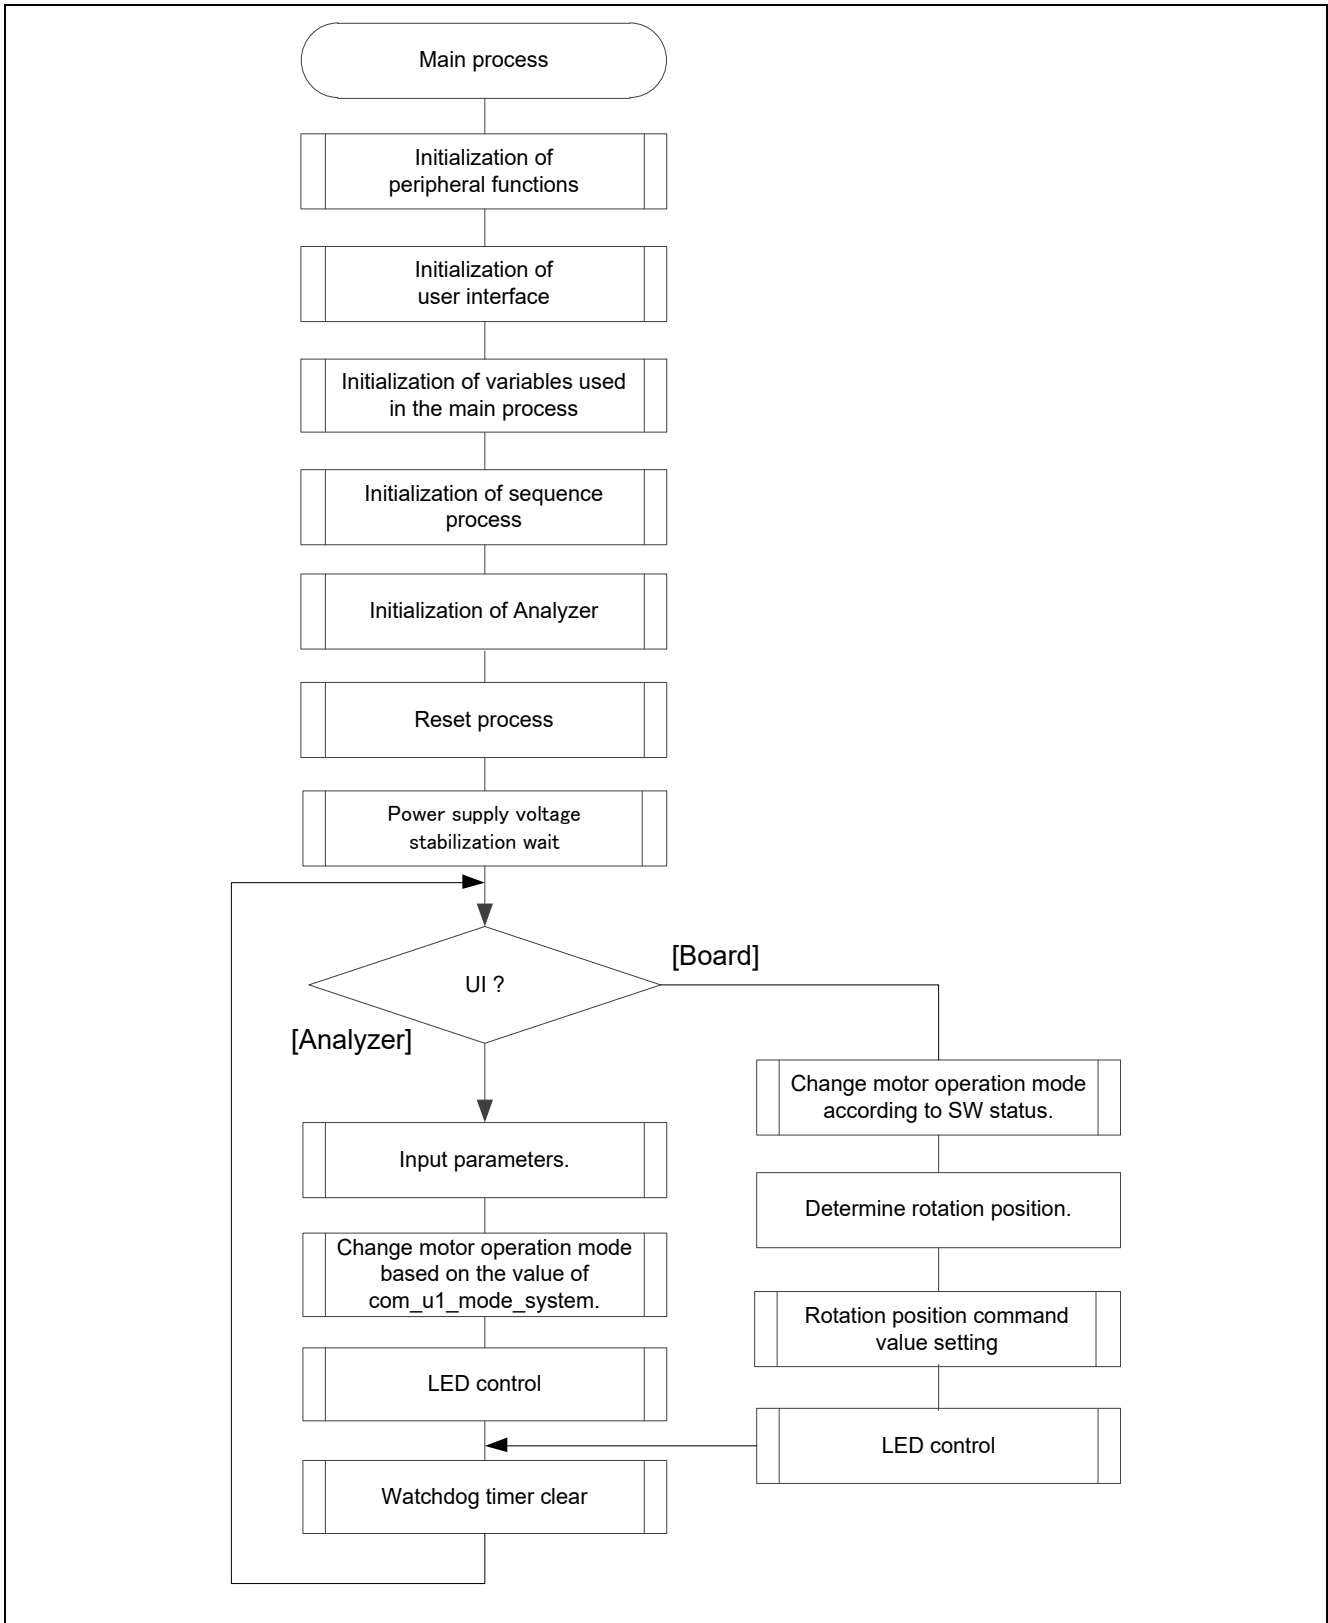 Main process
Initialization of
peripheral functions
Initialization of
user interface
Initialization of variables used
in the main process
Initialization of sequence
process
Initialization of Analyzer
Reset process
Power supply voltage
stabilization wait
UI ?
[Board]
[Analyzer]
Change motor operation mode
according to SW status.
Determine rotation position.
Rotation position command
value setting
LED control
Input parameters.
Change motor operation mode
based on the value of
com_u1_mode_system.
LED control
Watchdog timer clear